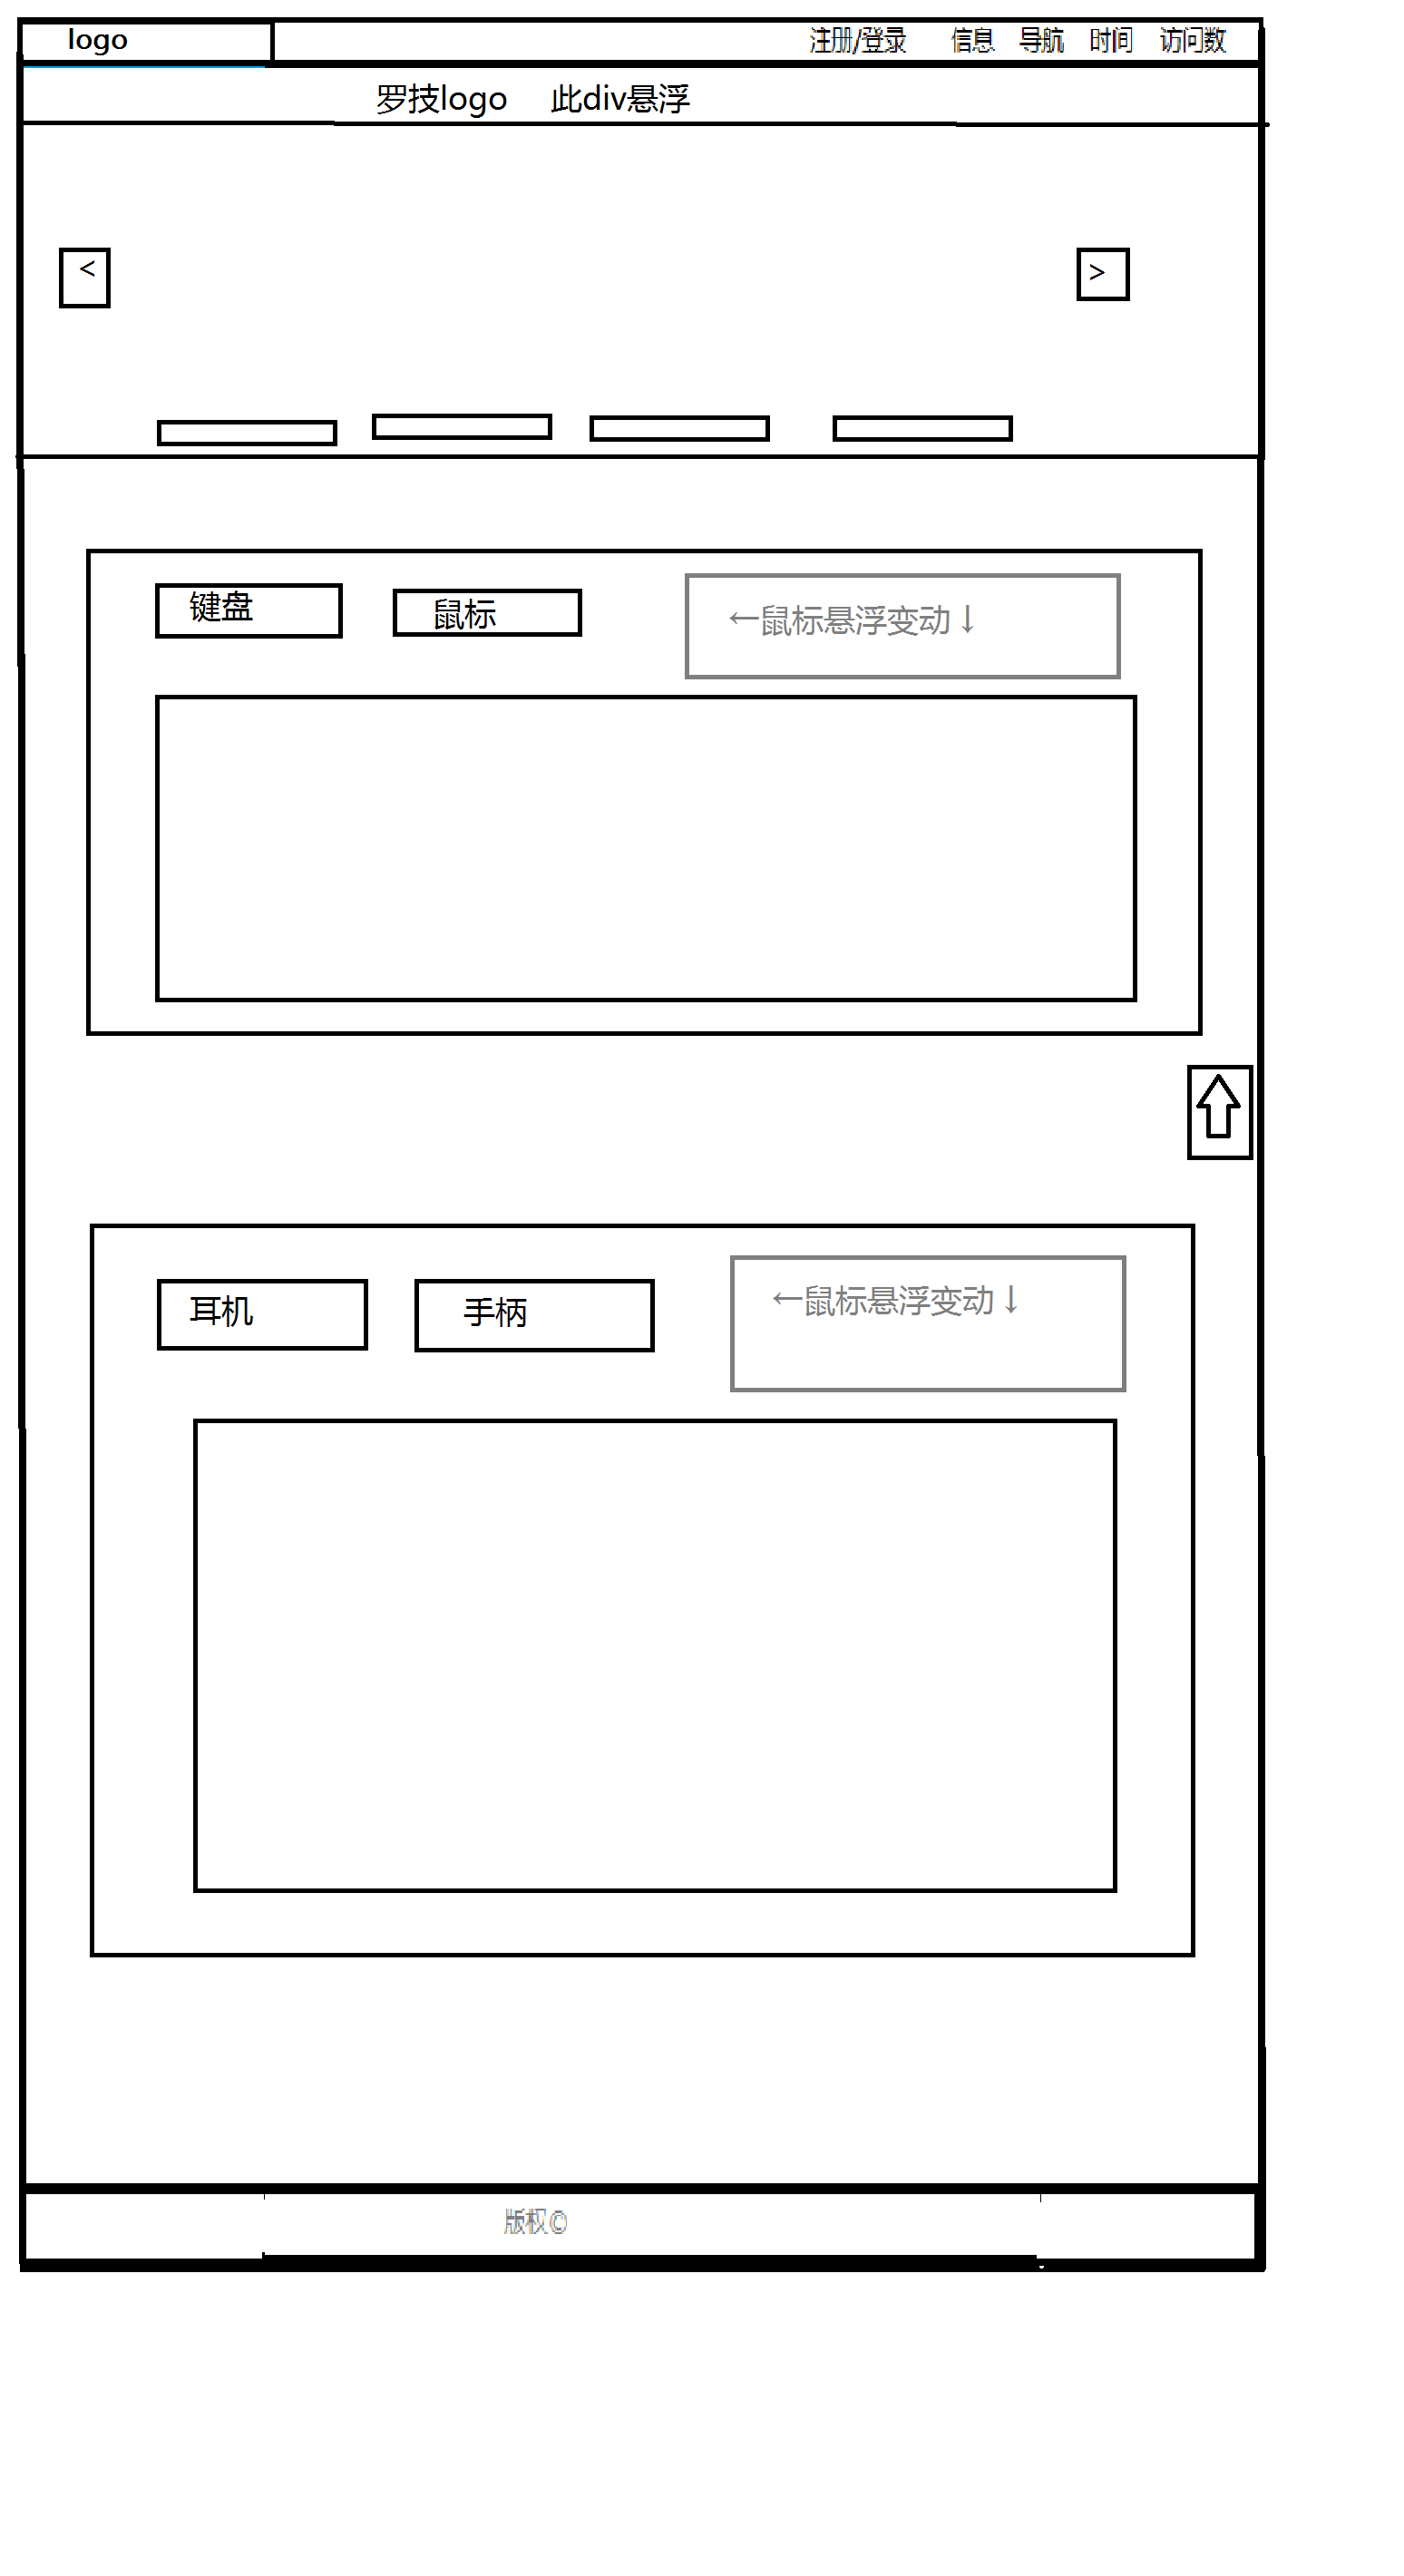 logo 注册/登录 信息 导航 时间 访问数
罗技logo 此div悬浮
< >
键盘 鼠标 ←鼠标悬浮变动↓
耳机 手柄 ←鼠标悬浮变动↓
版权©